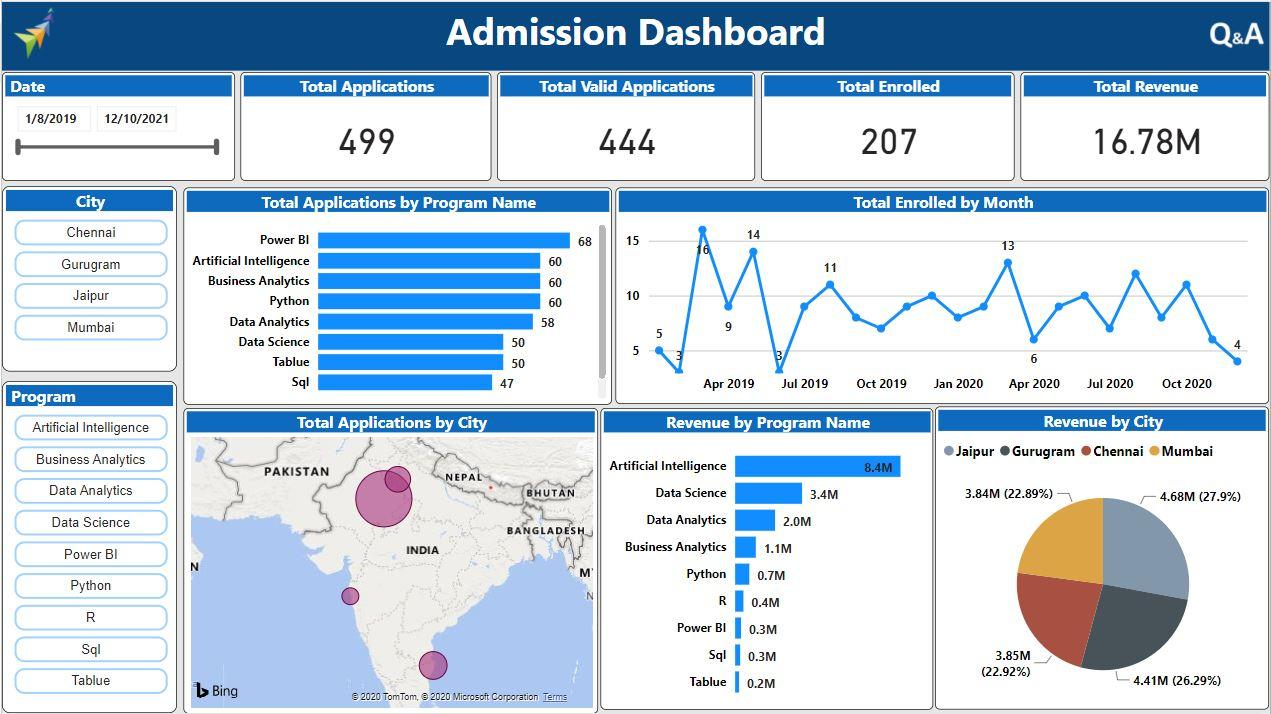 Admission Dashboard
Q&A
Date
1/8/2019
12/10/2021
Total Applications
499
Total Valid Applications
444
Total Enrolled
207
Total Revenue
16.78M
City
Chennai
Gurugram
Jaipur
Mumbai
Program
Artificial Intelligence
Business Analytics
Data Analytics
Data Science
Power BI
Python
R
Sql
Tablue
Total Applications by Program Name
Power BI 68
Artificial Intelligence 60
Business Analytics 60
Python 60
Data Analytics 58
Data Science 50
Tablue 50
Sql 47
Total Enrolled by Month
15
10
5
5
3
16
9
14
3
11
13
6
4
Apr 2019
Jul 2019
Oct 2019
Jan 2020
Apr 2020
Jul 2020
Oct 2020
Total Applications by City
PAKISTAN
NEPAL
BHUTAN
BANGLADESH
INDIA
N
M
N
Bing
© 2020 TomTom, © 2020 Microsoft Corporation Terms
Revenue by Program Name
Artificial Intelligence 8.4M
Data Science 3.4M
Data Analytics 2.0M
Business Analytics 1.1M
Python 0.7M
R 0.4M
Power BI 0.3M
Sql 0.3M
Tablue 0.2M
Revenue by City
Jaipur Gurugram Chennai Mumbai
3.84M (22.89%)
4.68M (27.9%)
3.85M
(22.92%)
4.41M (26.29%)